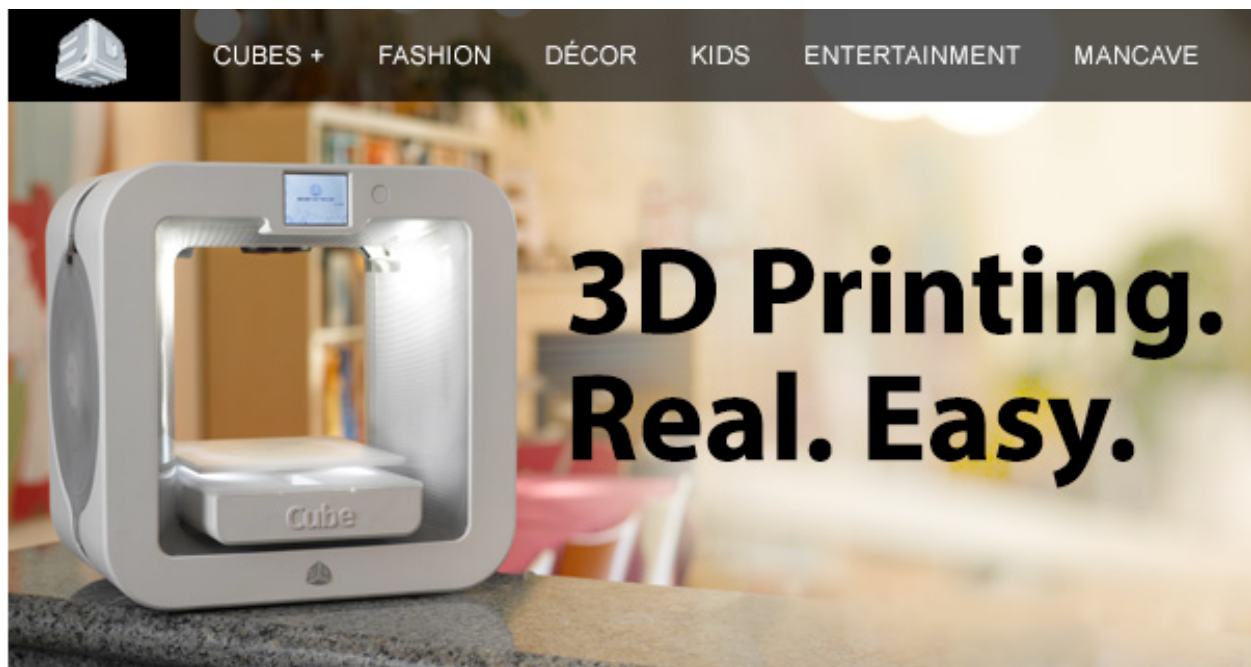 CUBES + FASHION DÉCOR KIDS ENTERTAINMENT MANCAVE
3D Printing.
Real. Easy.
Cube